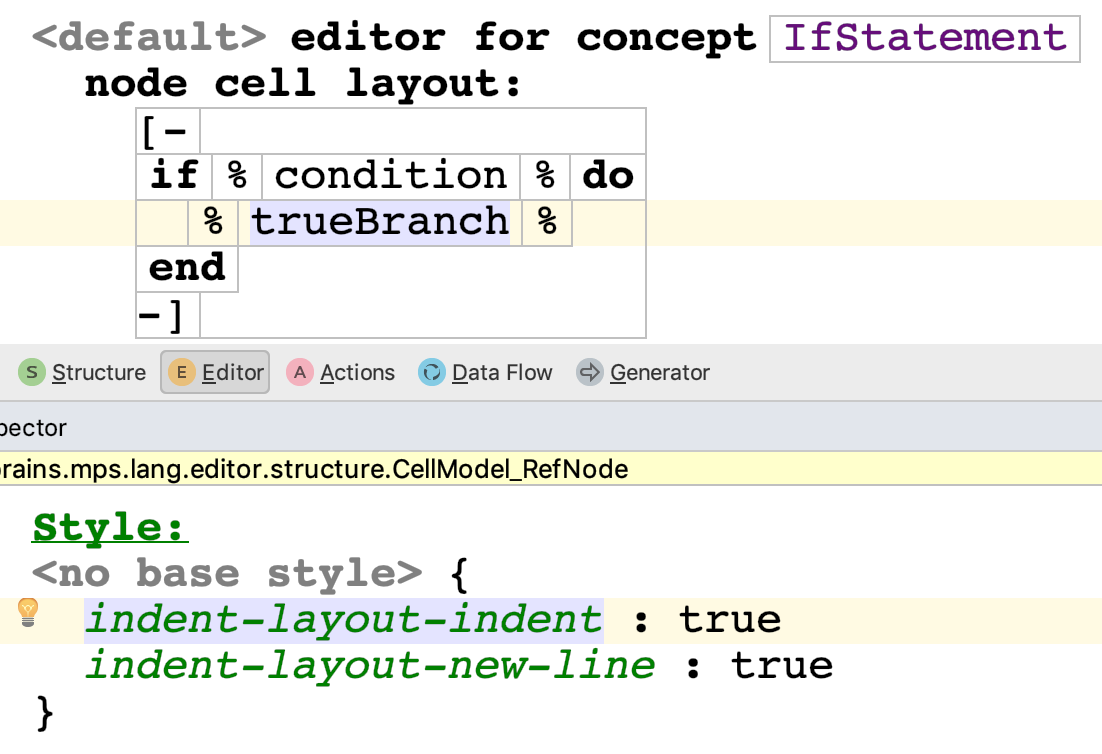 <default> editor for concept IfStatement
node cell layout:
[-
if % condition % do
% trueBranch %
end
-]
S Structure E Editor A Actions Data Flow Generator
pector
rains.mps.lang.editor.structure.CellModel_RefNode
Style:
<no base style> {
indent-layout-indent : true
indent-layout-new-line : true
}